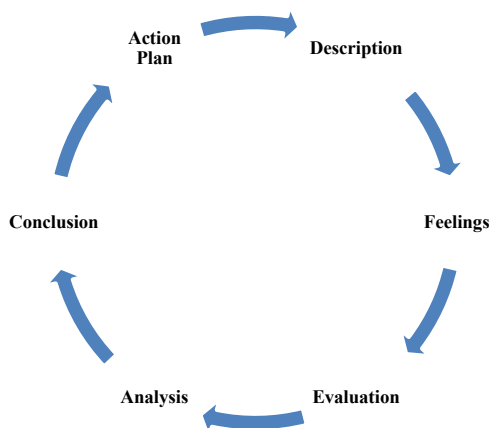 Action
Plan
Description
Feelings
Evaluation
Analysis
Conclusion